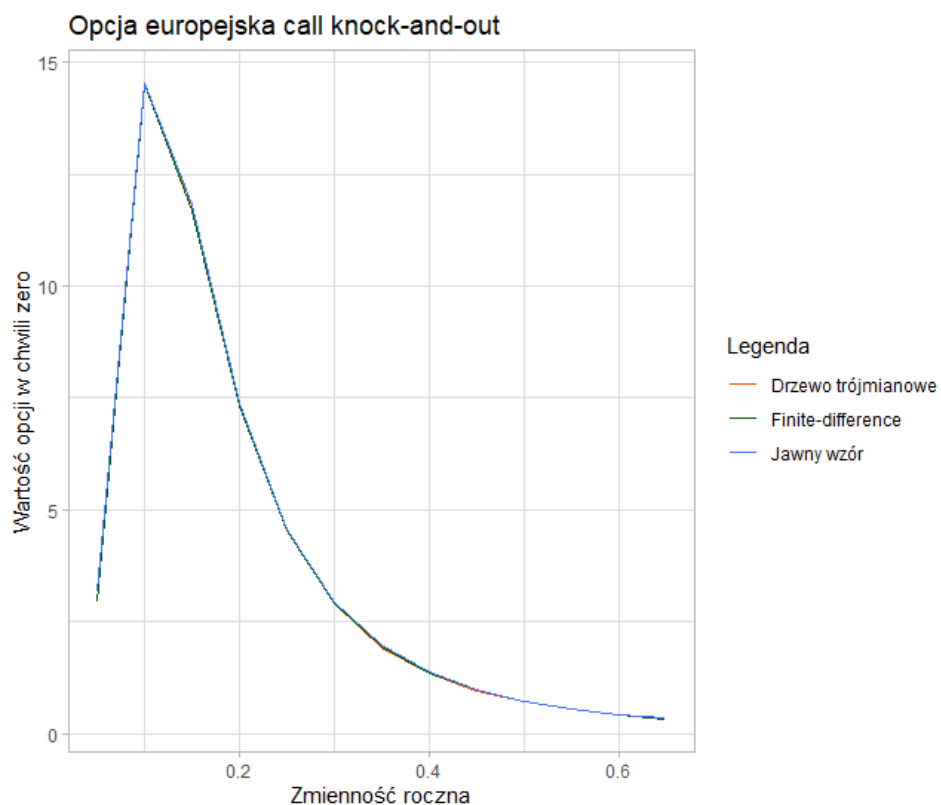 Opcja europejska call knock-and-out
15
10
5
0
Wartość opcji w chwili zero
0.2
0.4
0.6
Zmienność roczna
Legenda
Drzewo trójmianowe
Finite-difference
Jawny wzór